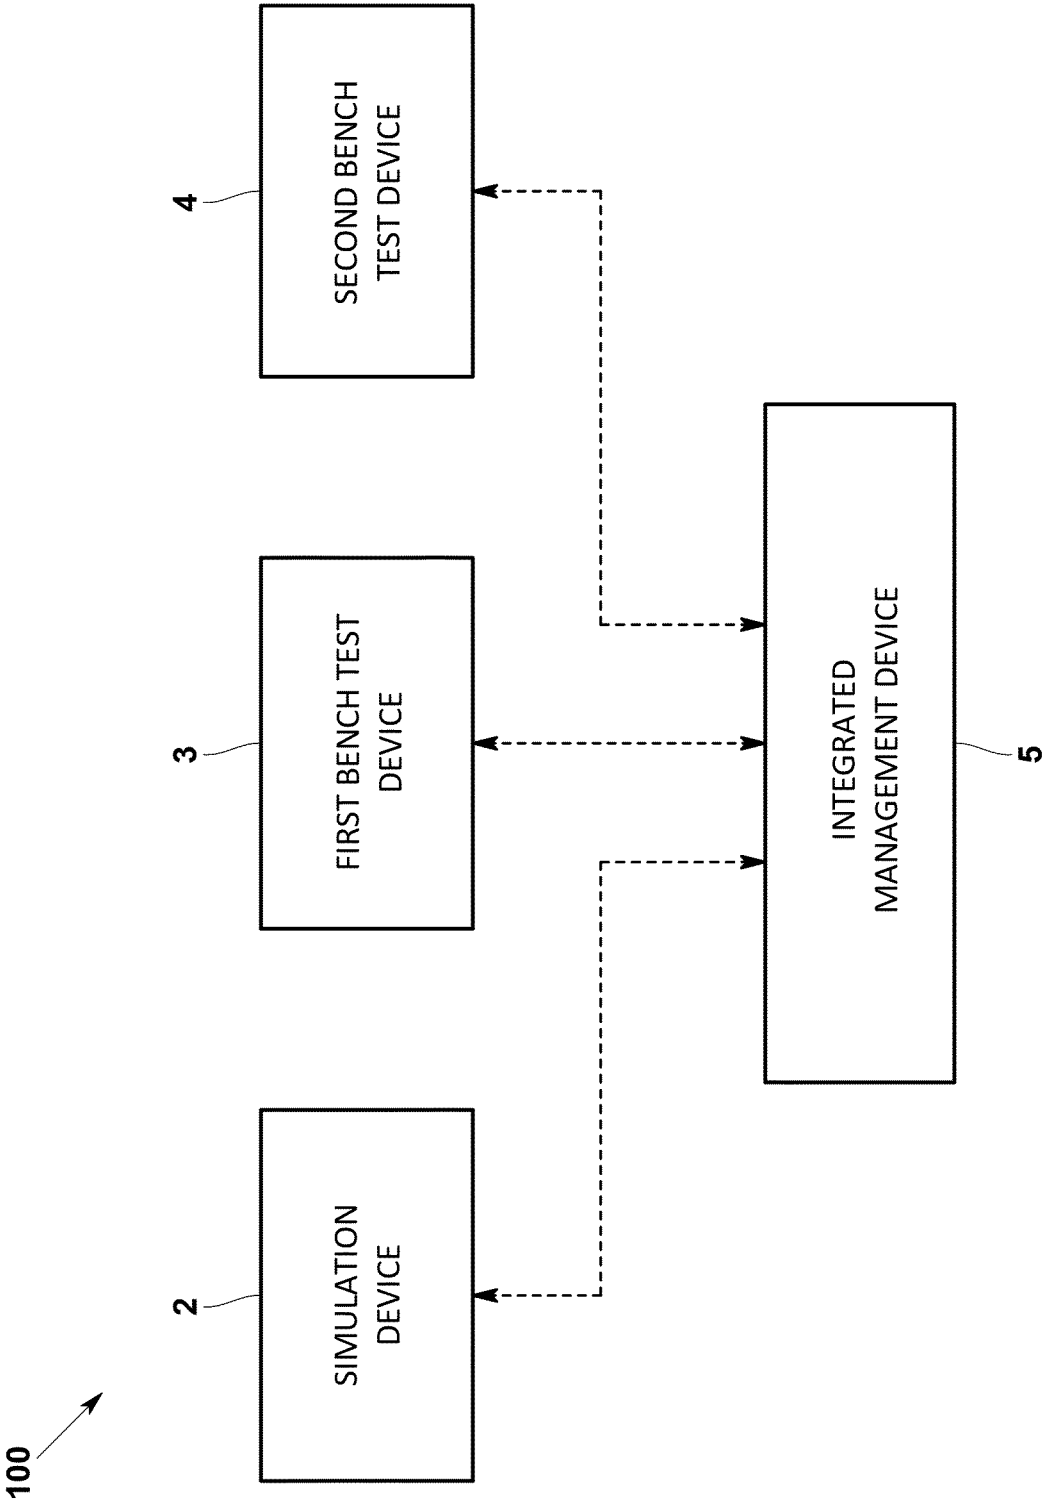 100
2
SIMULATION
DEVICE
3
FIRST BENCH TEST
DEVICE
4
SECOND BENCH
TEST DEVICE
INTEGRATED
MANAGEMENT DEVICE
5